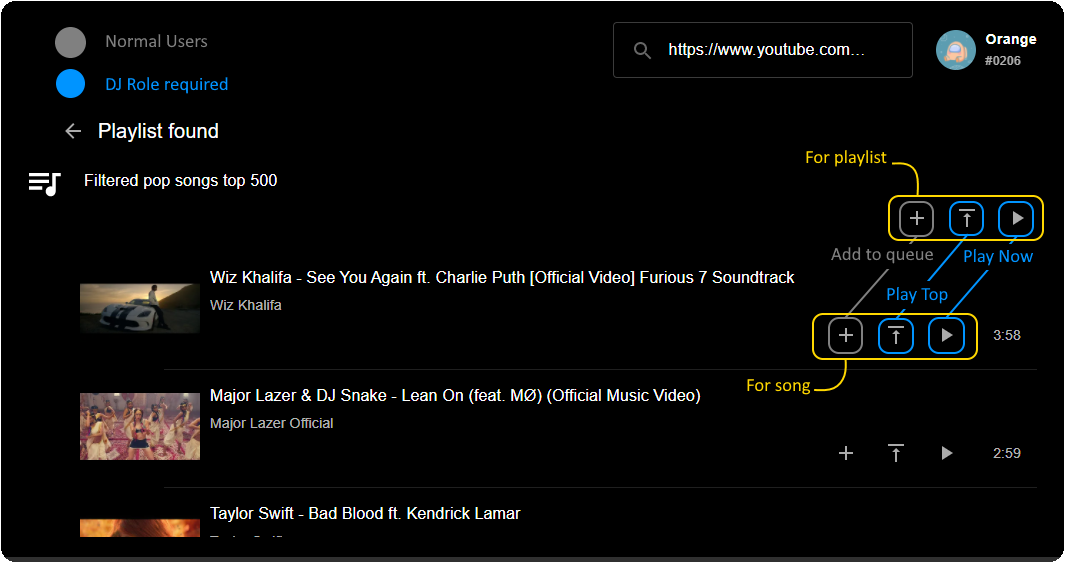 Normal Users
https://www.youtube.com...
Orange
#0206
DJ Role required
Playlist found
For playlist
Filtered pop songs top 500
Add to queue
Play Now
Wiz Khalifa - See You Again ft. Charlie Puth [Official Video] Furious 7 Soundtrack
Wiz Khalifa
Play Top
3:58
For song
Major Lazer & DJ Snake - Lean On (feat. MØ) (Official Music Video)
Major Lazer Official
2:59
Taylor Swift - Bad Blood ft. Kendrick Lamar